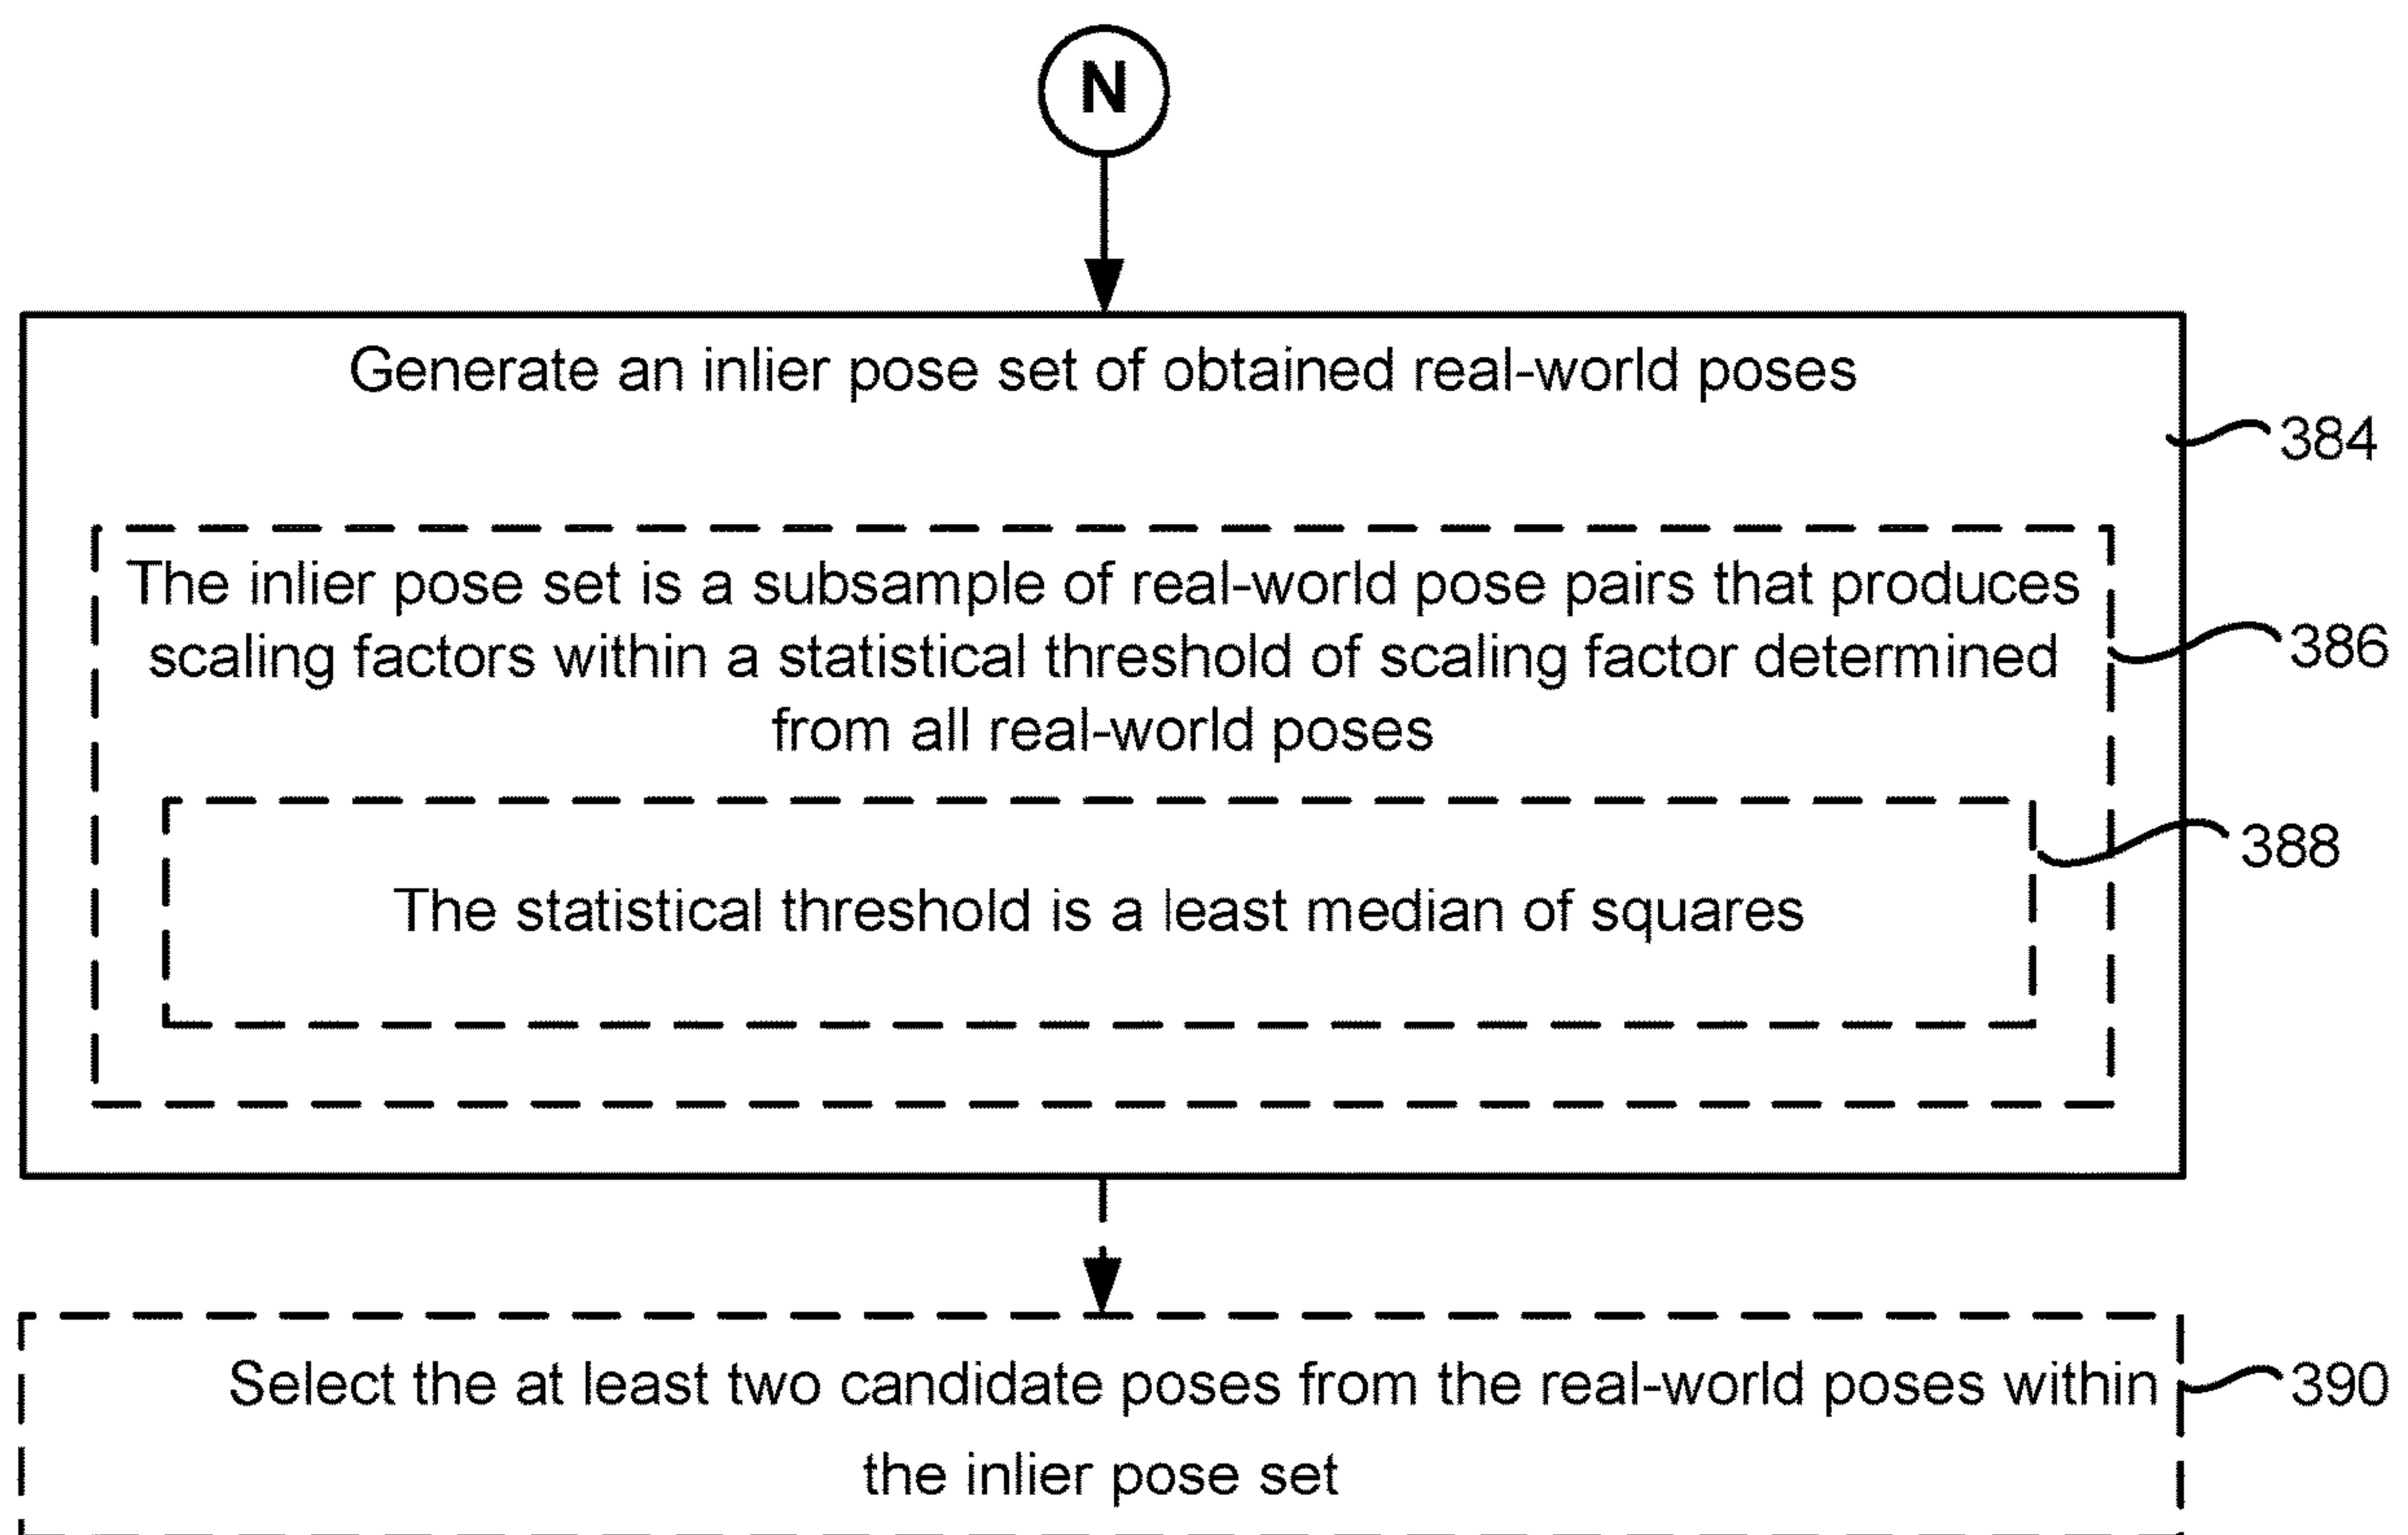 N
Generate an inlier pose set of obtained real-world poses
384
The inlier pose set is a subsample of real-world pose pairs that produces
scaling factors within a statistical threshold of scaling factor determined
from all real-world poses
386
The statistical threshold is a least median of squares
388
Select the at least two candidate poses from the real-world poses within
the inlier pose set
390